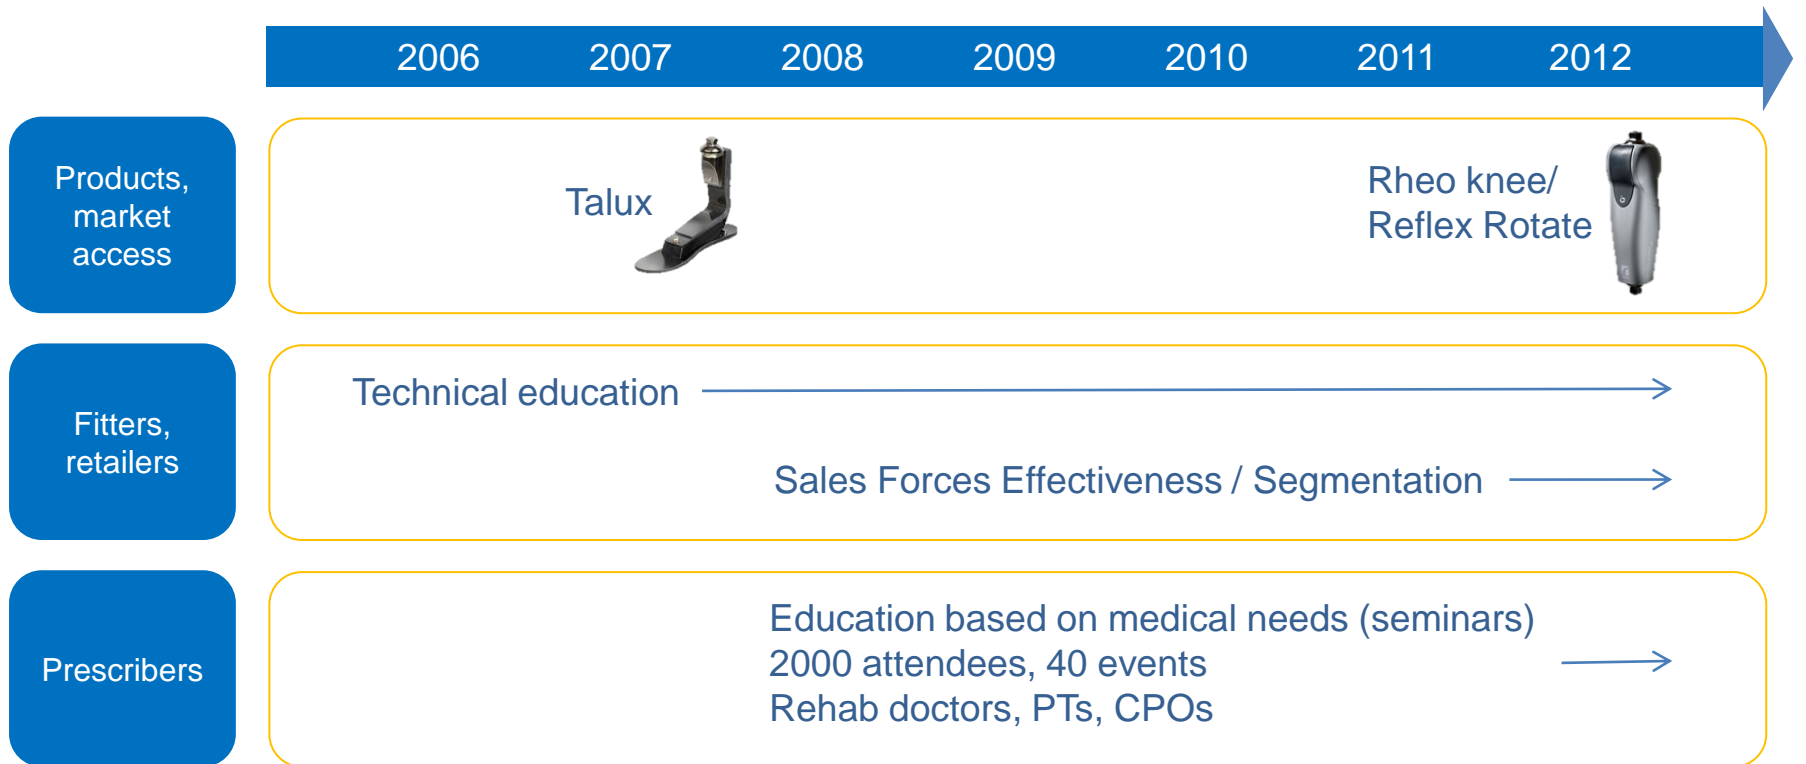 2006 2007 2008 2009 2010 2011 2012
Products,
market
access
Talux
Rheo knee/
Reflex Rotate
Fitters,
retailers
Technical education
Sales Forces Effectiveness / Segmentation
Prescribers
Education based on medical needs (seminars)
2000 attendees, 40 events
Rehab doctors, PTs, CPOs